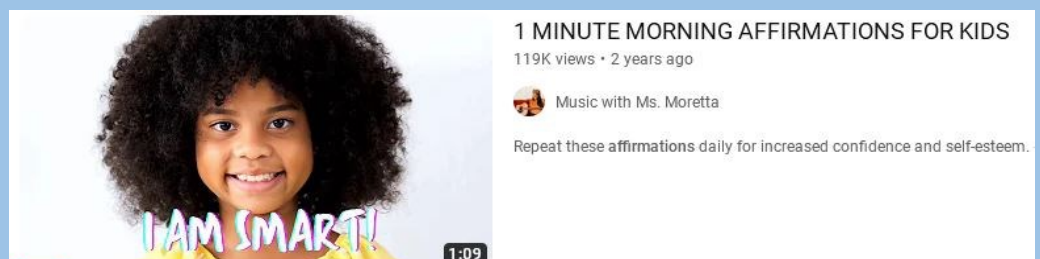 1 MINUTE MORNING AFFIRMATIONS FOR KIDS
119K views • 2 years ago
Music with Ms. Moretta
Repeat these affirmations daily for increased confidence and self-esteem.
I AM SMART!
1:09